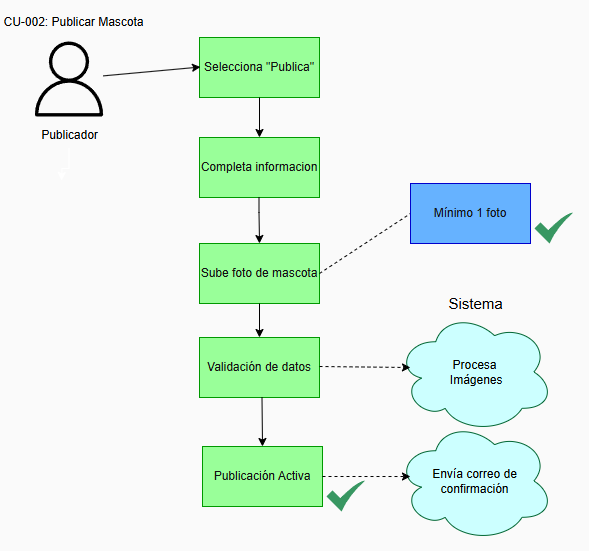 CU-002: Publicar Mascota
Selecciona "Publica"
Publicador
Completa informacion
Mínimo 1 foto
Sube foto de mascota
Sistema
Validación de datos
Procesa
Imágenes
Publicación Activa
Envía correo de
confirmación